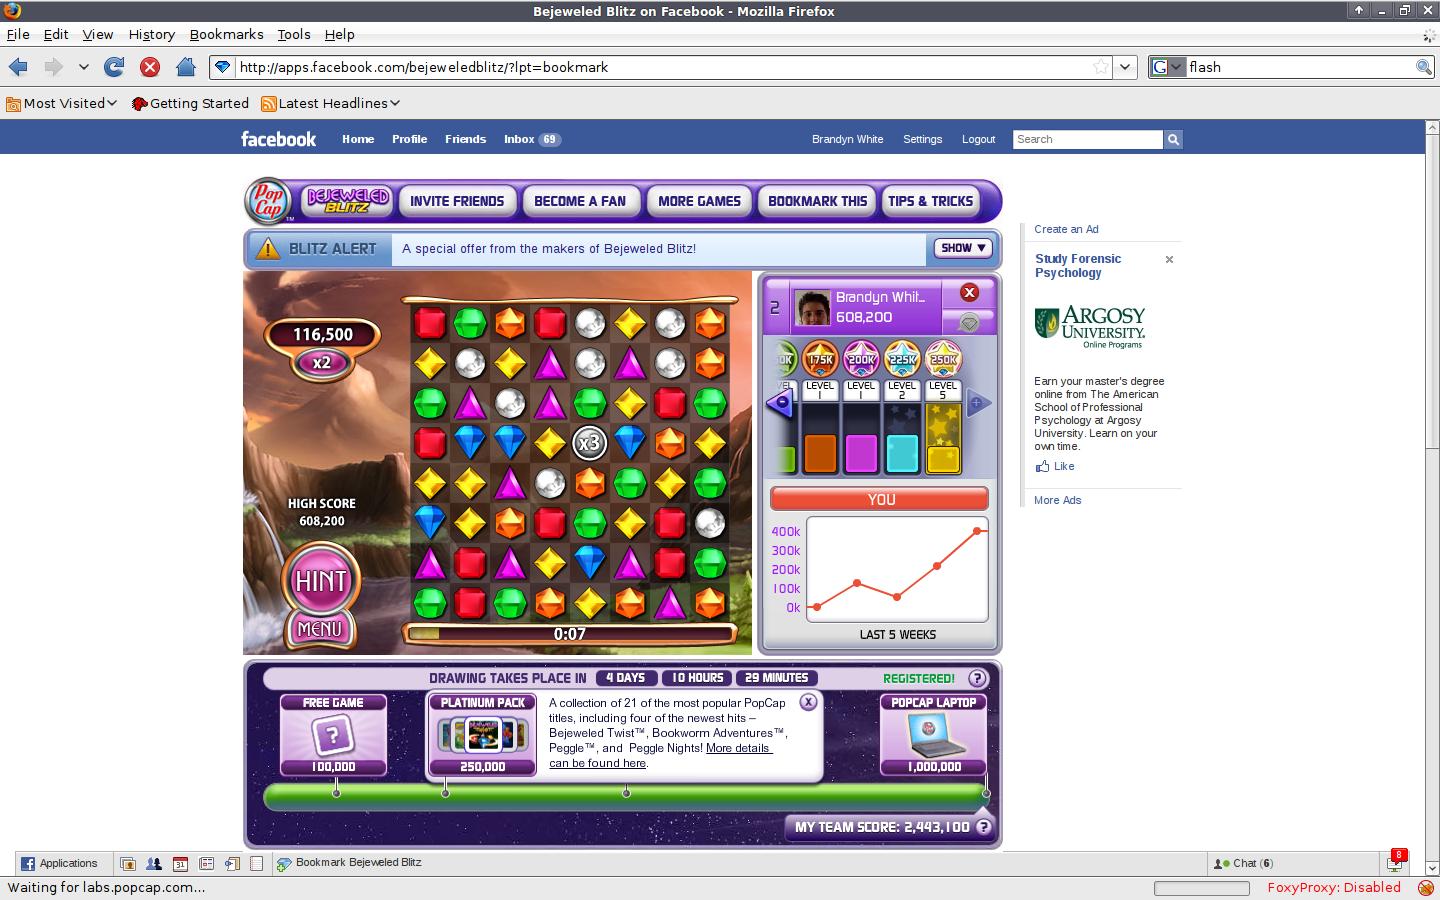 Bejeweled Blitz on Facebook - Mozilla Firefox
File Edit View History Bookmarks Tools Help
http://apps.facebook.com/bejeweledblitz/?lpt=bookmark
G
flash
Most Visited
Getting Started
Latest Headlines
facebook
Home Profile Friends Inbox 69
Brandyn White Settings Logout
Search
Pop Cap ™
BEJEWELED BLITZ
INVITE FRIENDS
BECOME A FAN
MORE GAMES
BOOKMARK THIS
TIPS & TRICKS
BLITZ ALERT
A special offer from the makers of Bejeweled Blitz!
SHOW
116,500
x2
x3
HIGH SCORE
608,200
HINT
MENU
0:07
2
Brandyn Whit...
608,200
175K 200K 225K 250K
LEVEL 1
LEVEL 1
LEVEL 2
LEVEL 5
YOU
400k
300k
200k
100k
0k
LAST 5 WEEKS
Create an Ad
Study Forensic
Psychology
ARGOSY
UNIVERSITY.
Online Programs
Earn your master's degree
online from The American
School of Professional
Psychology at Argosy
University. Learn on your
own time.
Like
More Ads
DRAWING TAKES PLACE IN 4 DAYS 10 HOURS 29 MINUTES
REGISTERED! ?
FREE GAME
?
100,000
PLATINUM PACK
250,000
A collection of 21 of the most popular PopCap
titles, including four of the newest hits –
Bejeweled Twist™, Bookworm Adventures™,
Peggle™, and Peggle Nights! More details
can be found here.
X
POPCAP LAPTOP
1,000,000
MY TEAM SCORE: 2,443,100 ?
Applications
31
Bookmark Bejeweled Blitz
Chat (6)
8
Waiting for labs.popcap.com...
FoxyProxy: Disabled